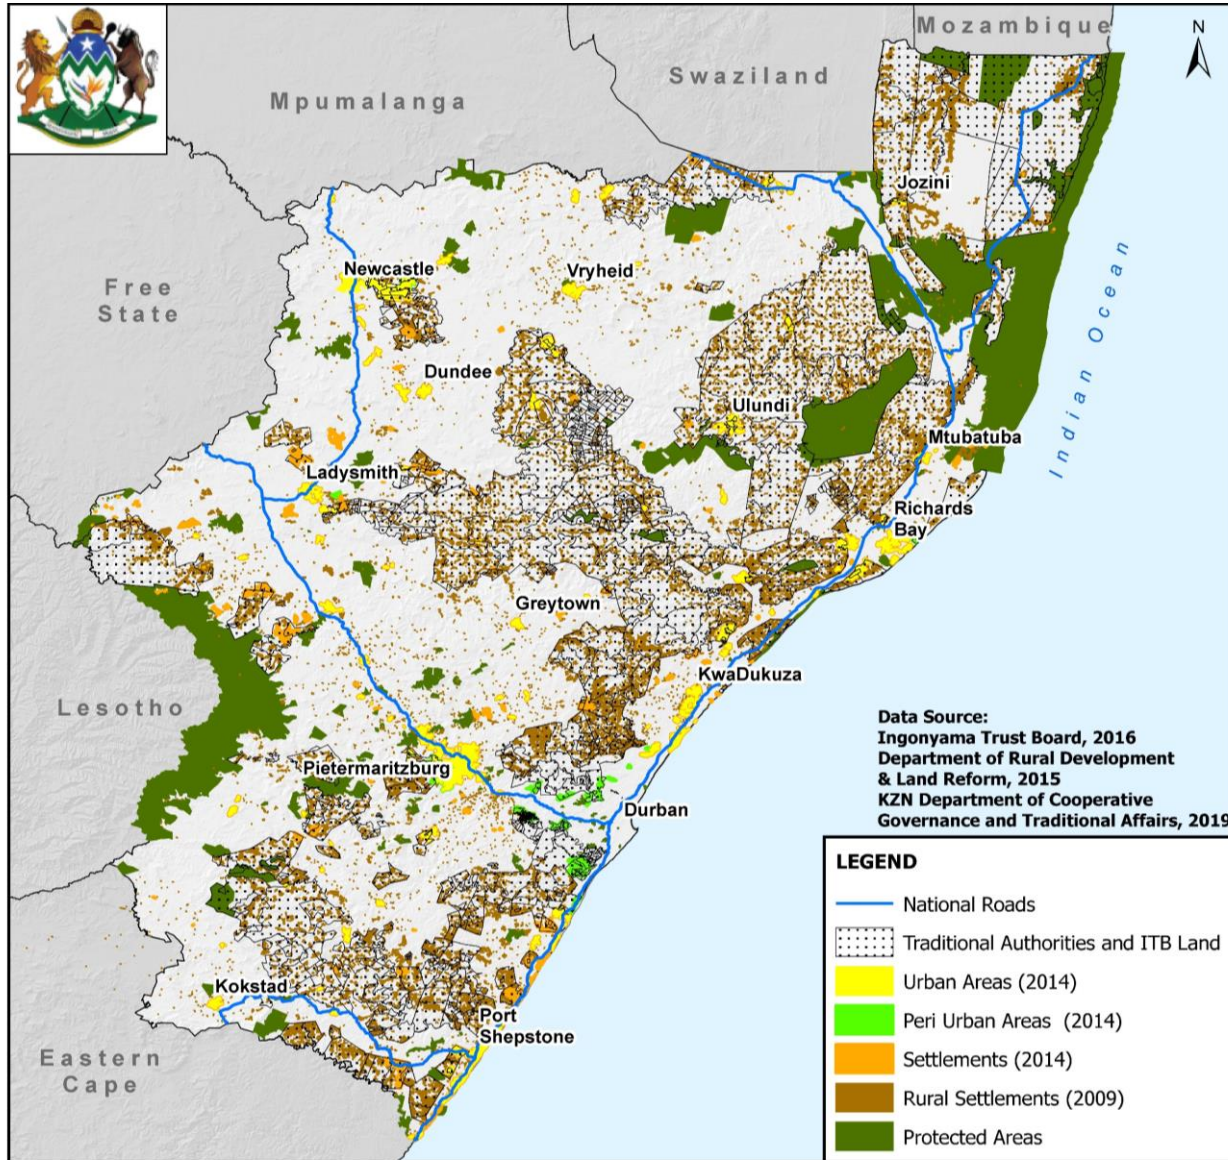 Mozambique
N
Swaziland
Mpumalanga
Jozini
Newcastle
Vryheid
Free
State
Indian Ocean
Dundee
Ulundi
Mtubatuba
Ladysmith
Richards
Bay
Greytown
KwaDukuza
Lesotho
Data Source:
Ingonyama Trust Board, 2016
Department of Rural Development
& Land Reform, 2015
KZN Department of Cooperative
Governance and Traditional Affairs, 2019
Pietermaritzburg
Durban
Kokstad
Port
Shepstone
Eastern
Cape
LEGEND
National Roads
Traditional Authorities and ITB Land
Urban Areas (2014)
Peri Urban Areas (2014)
Settlements (2014)
Rural Settlements (2009)
Protected Areas